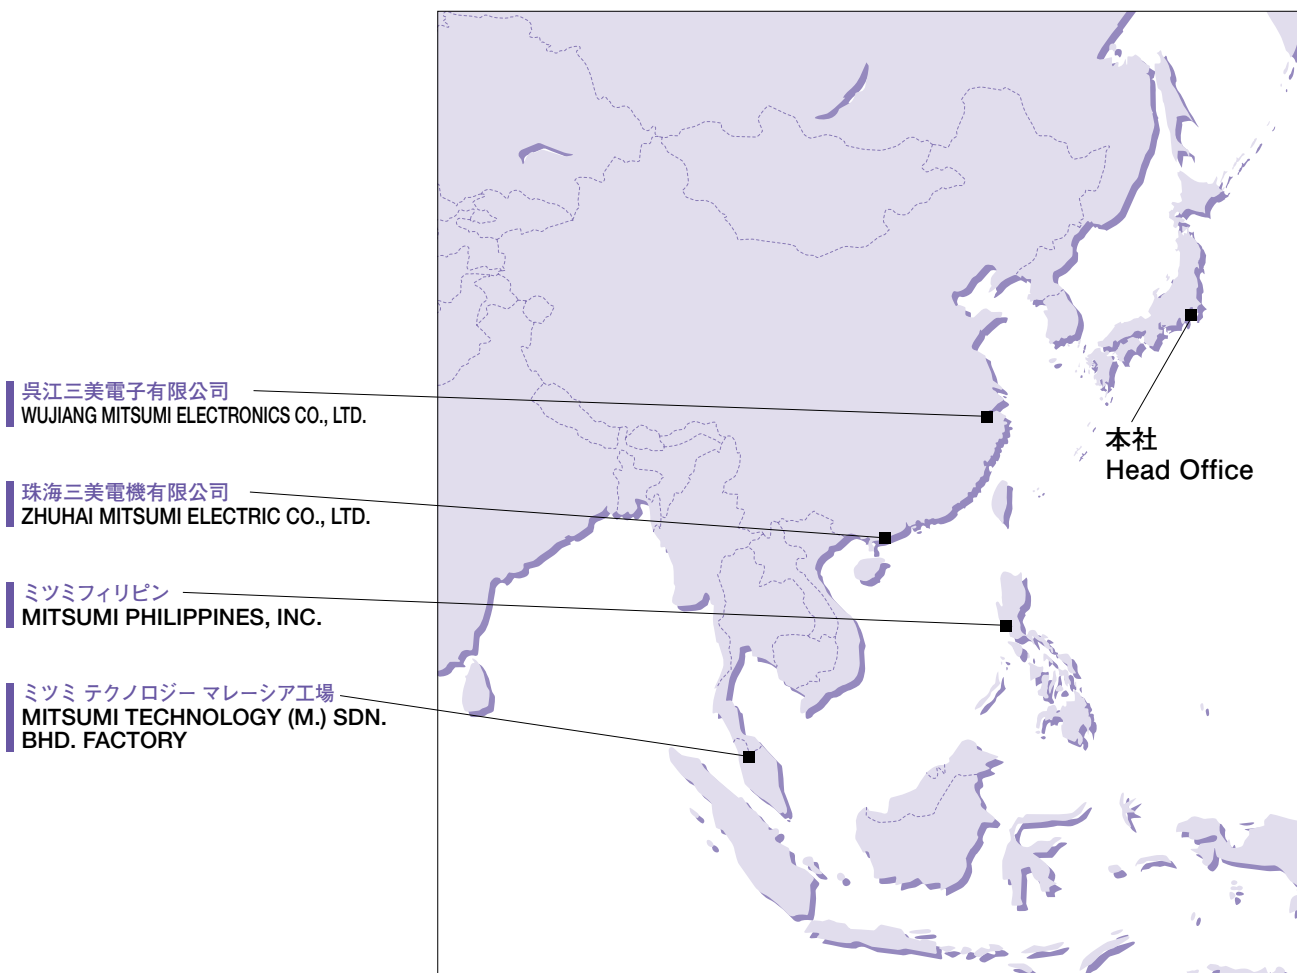 呉江三美電子有限公司
WUJIANG MITSUMI ELECTRONICS CO., LTD.
珠海三美電機有限公司
ZHUHAI MITSUMI ELECTRIC CO., LTD.
ミツミフィリピン
MITSUMI PHILIPPINES, INC.
ミツミ テクノロジー マレーシア工場
MITSUMI TECHNOLOGY (M.) SDN.
BHD. FACTORY
本社
Head Office